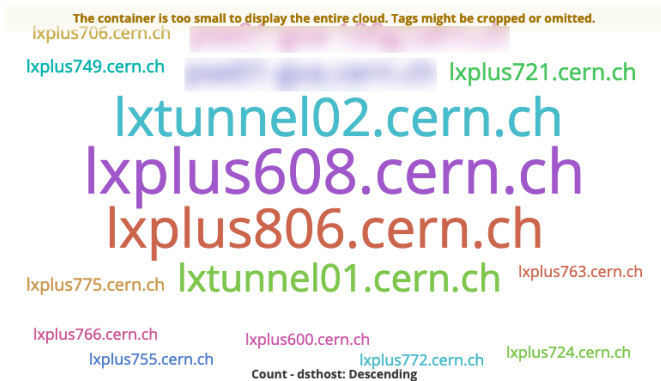 The container is too small to display the entire cloud. Tags might be cropped or omitted.
lxplus706.cern.ch
lxplus749.cern.ch
lxplus721.cern.ch
lxtunnel02.cern.ch
lxplus608.cern.ch
lxplus806.cern.ch
lxplus775.cern.ch
lxtunnel01.cern.ch
lxplus763.cern.ch
lxplus766.cern.ch
lxplus600.cern.ch
lxplus724.cern.ch
lxplus755.cern.ch
lxplus772.cern.ch
Count - dsthost: Descending